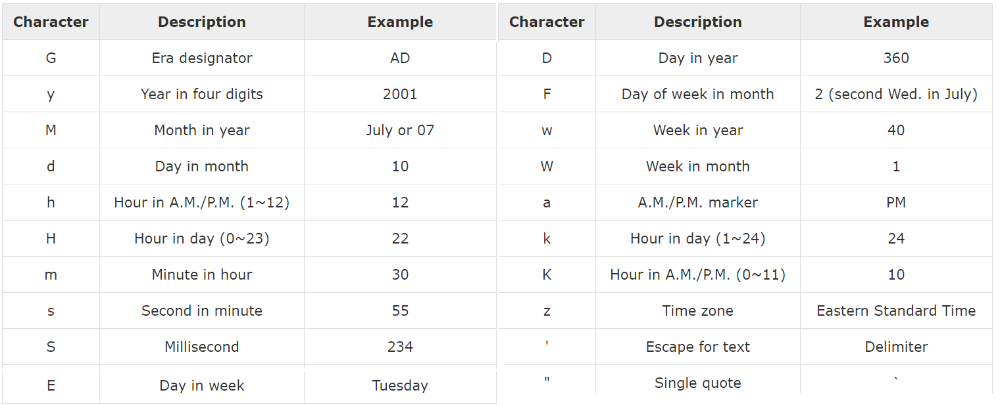 Character Description Example Character Description Example
G Era designator AD D Day in year 360
y Year in four digits 2001 F Day of week in month 2 (second Wed. in July)
M Month in year July or 07 w Week in year 40
d Day in month 10 W Week in month 1
h Hour in A.M./P.M. (1~12) 12 a A.M./P.M. marker PM
H Hour in day (0~23) 22 k Hour in day (1~24) 24
m Minute in hour 30 K Hour in A.M./P.M. (0~11) 10
s Second in minute 55 z Time zone Eastern Standard Time
S Millisecond 234 ' Escape for text Delimiter
E Day in week Tuesday " Single quote `